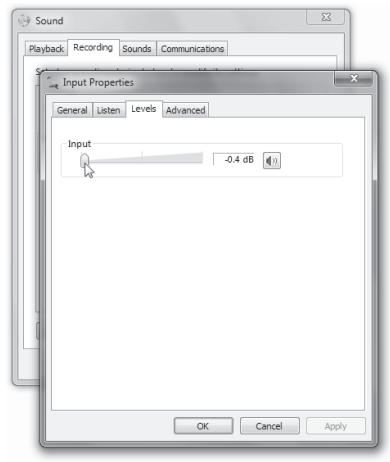 Sound
Playback Recording Sounds Communications
Input Properties
General Listen Levels Advanced
Input
-0.4 dB
OK Cancel Apply